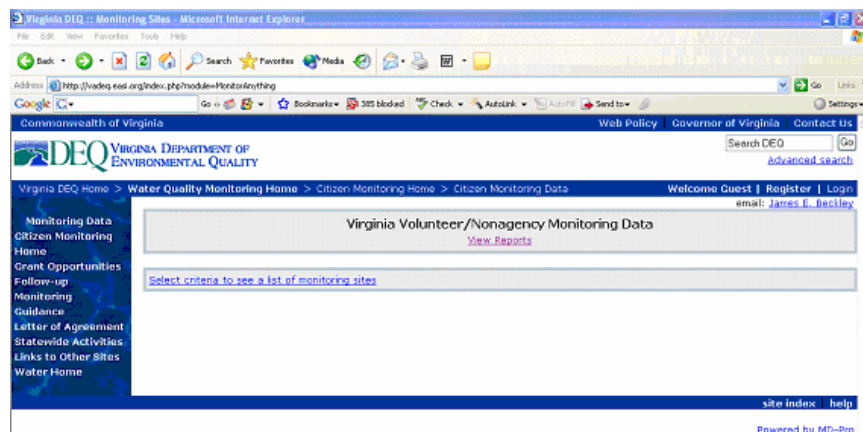 Virginia DEQ :: Monitoring Sites - Microsoft Internet Explorer
File Edit View Favorites Tools Help
Back Search Favorites Media
Address http://vadeq.easi.org/index.php?module=MonitorAnything Go Links
Google G Go Bookmarks 385 blocked Check AutoLink AutoFill Send to Settings
Commonwealth of Virginia Web Policy Governor of Virginia Contact Us
DEQ VIRGINIA DEPARTMENT OF
ENVIRONMENTAL QUALITY
Search DEQ Go
Advanced search
Virginia DEQ Home > Water Quality Monitoring Home > Citizen Monitoring Home > Citizen Monitoring Data Welcome Guest | Register | Login
email: James E. Beckley
Monitoring Data
Citizen Monitoring
Home
Grant Opportunities
Follow-up
Monitoring
Guidance
Letter of Agreement
Statewide Activities
Links to Other Sites
Water Home
Virginia Volunteer/Nonagency Monitoring Data
View Reports
Select criteria to see a list of monitoring sites
site index help
Powered by MD-Pro